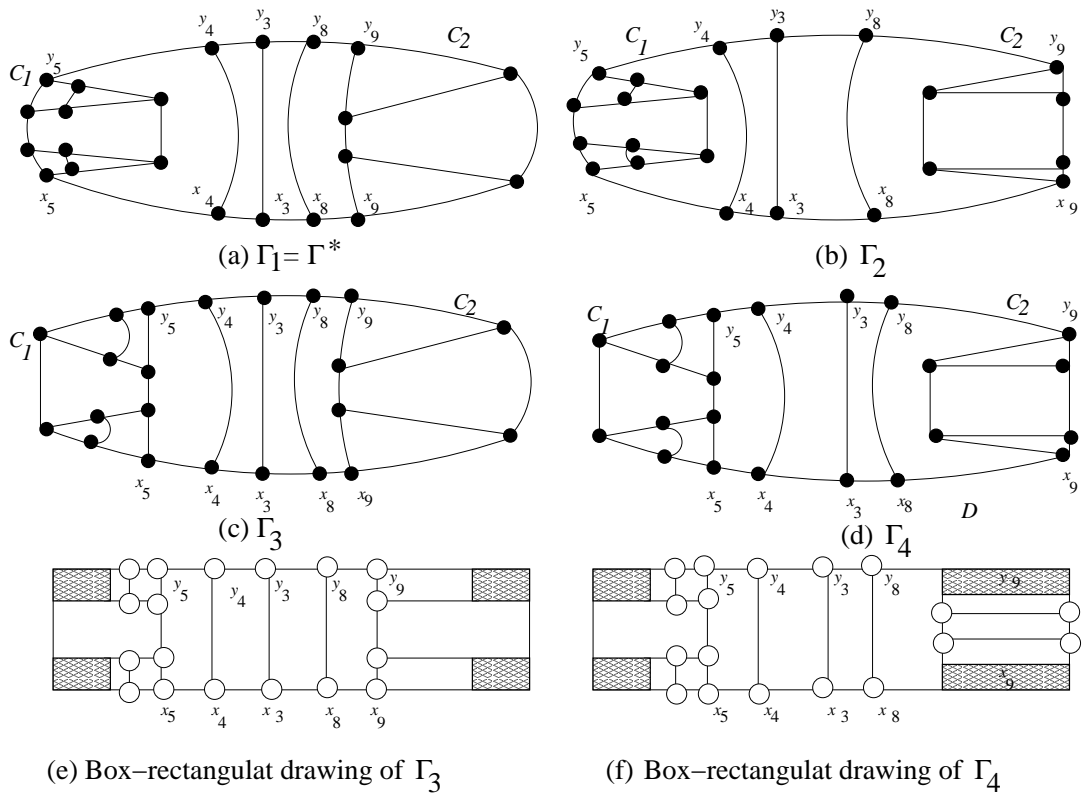 y4 y3 y8 y9 C2
C1 y5
x5 x4 x3 x8 x9
(a) Γ1= Γ*
y5 C1 y4 y3 y8 C2 y9
x5 x4 x3 x8 x9
(b) Γ2
C1 y5 y4 y3 y8 y9 C2
x5 x4 x3 x8 x9
(c) Γ3
C1 y5 y4 y3 y8 C2 y9
x5 x4 x3 x8 D x9
(d) Γ4
y5 y4 y3 y8 y9
x5 x4 x3 x8 x9
(e) Box−rectangulat drawing of Γ3
y5 y4 y3 y8 y9
x5 x4 x3 x8 x9
(f) Box−rectangulat drawing of Γ4